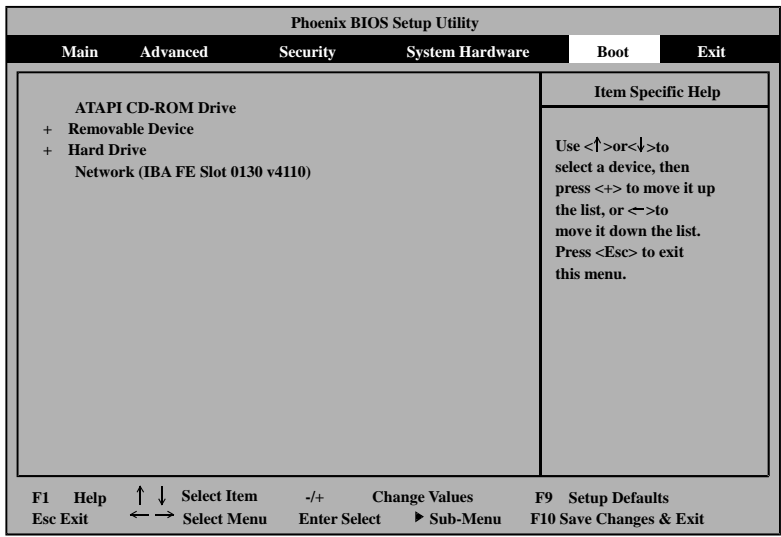 Phoenix BIOS Setup Utility
Main Advanced Security System Hardware Boot Exit
ATAPI CD-ROM Drive
+ Removable Device
+ Hard Drive
Network (IBA FE Slot 0130 v4110)
Item Specific Help
Use <↑>or<↓>to
select a device, then
press <+> to move it up
the list, or <−>to
move it down the list.
Press <Esc> to exit
this menu.
F1 Help ↑ ↓ Select Item -/+ Change Values F9 Setup Defaults
Esc Exit ← → Select Menu Enter Select ▶ Sub-Menu F10 Save Changes & Exit